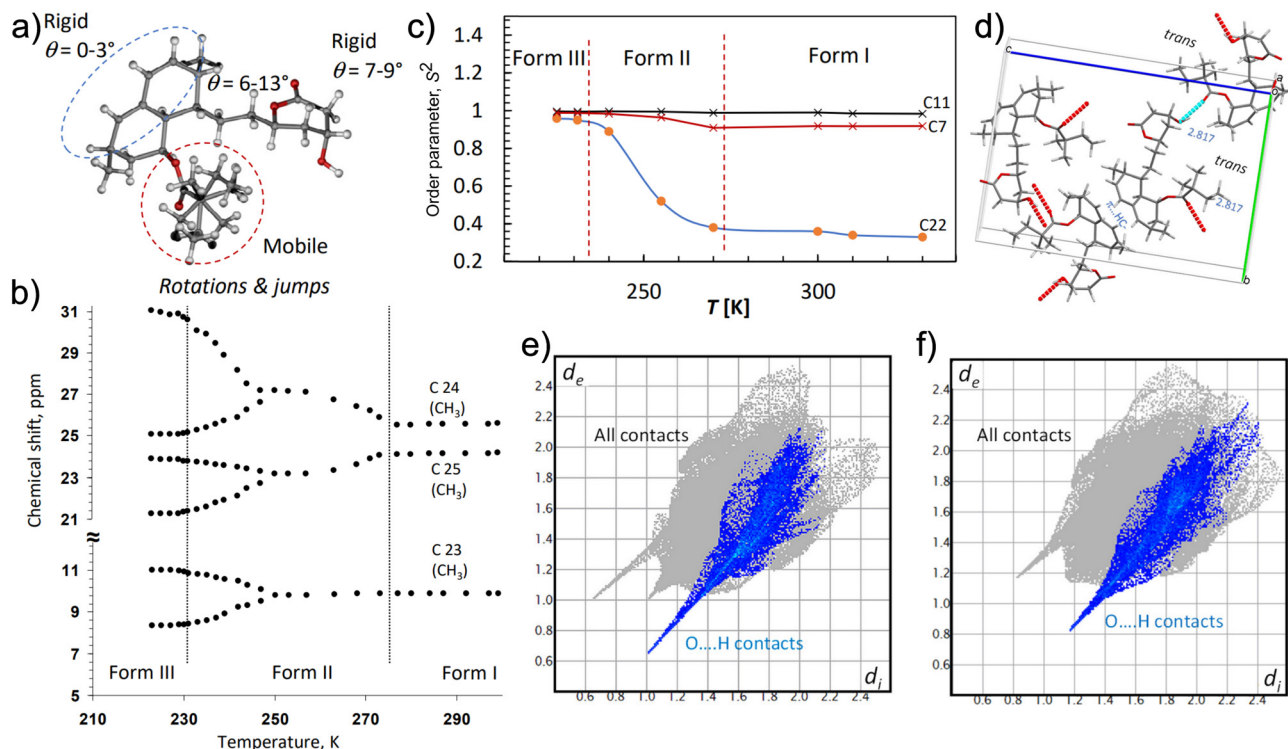 a)
Rigid
θ = 0-3°
Rigid
θ = 7-9°
θ = 6-13°
Mobile
Rotations & jumps
b)
Chemical shift, ppm
31
29
27
25
23
21
≈
11
9
7
5
C 24
(CH₃)
C 25
(CH₃)
C 23
(CH₃)
Form III
Form II
Form I
210
230
250
270
290
Temperature, K
c)
Order parameter, S²
1.4
1.2
1
0.8
0.6
0.4
0.2
Form III
Form II
Form I
C11
C7
C22
250
300
T [K]
d)
trans
c
a
o
2.817
trans
2.817
π...HC
b
e)
dₑ
2.4
2.2
2.0
1.8
1.6
1.4
1.2
1.0
0.8
0.6
All contacts
O....H contacts
dᵢ
0.6 0.8 1.0 1.2 1.4 1.6 1.8 2.0 2.2 2.4
f)
dₑ
2.4
2.2
2.0
1.8
1.6
1.4
1.2
1.0
0.8
0.6
All contacts
O....H contacts
dᵢ
0.6 0.8 1.0 1.2 1.4 1.6 1.8 2.0 2.2 2.4